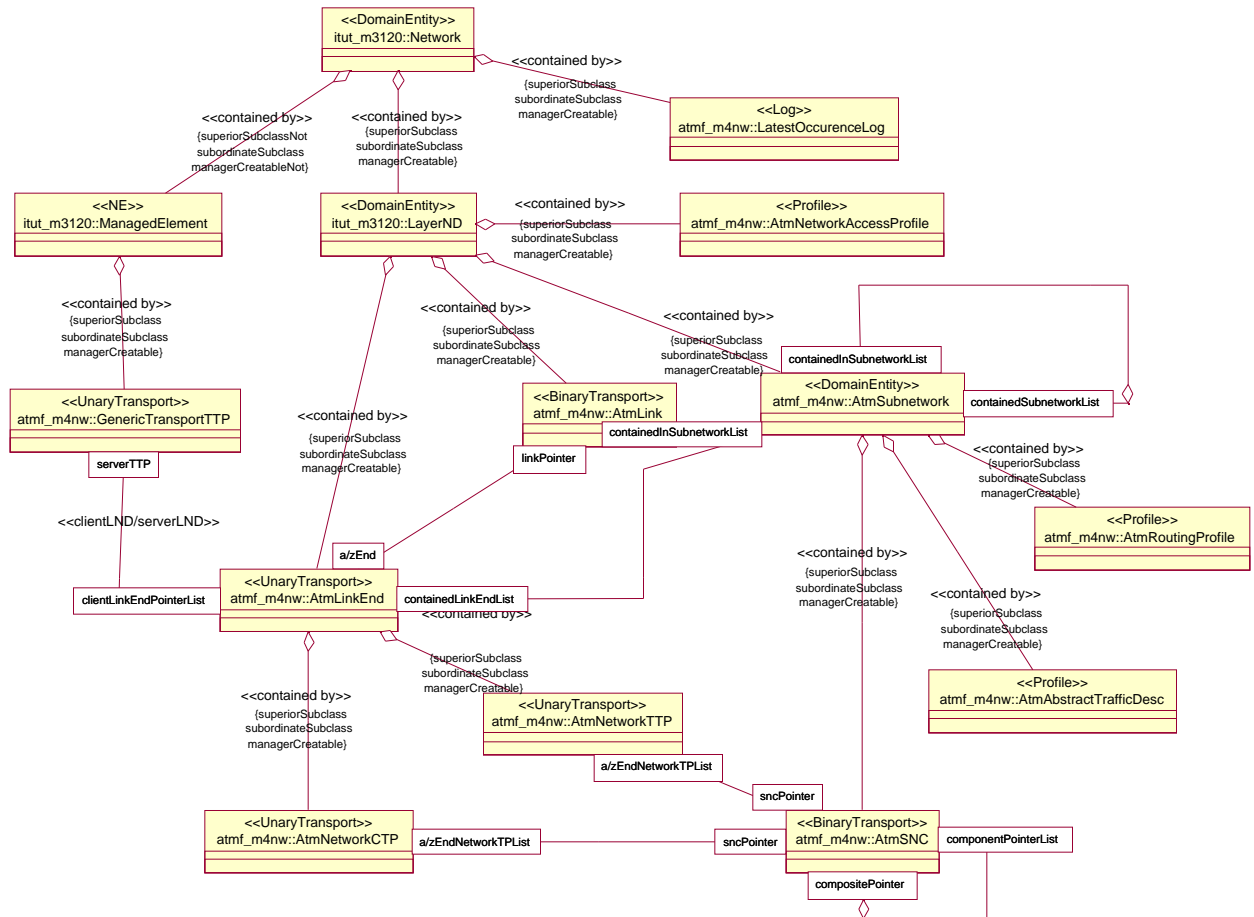 <<DomainEntity>>
itut_m3120::Network
<<contained by>>
{superiorSubclass
subordinateSubclass
managerCreatable}
<<Log>>
atmf_m4nw::LatestOccurenceLog
<<contained by>>
{superiorSubclassNot
subordinateSubclass
managerCreatableNot}
<<contained by>>
{superiorSubclass
subordinateSubclass
managerCreatable}
<<NE>>
itut_m3120::ManagedElement
<<DomainEntity>>
itut_m3120::LayerND
<<contained by>>
{superiorSubclass
subordinateSubclass
managerCreatable}
<<Profile>>
atmf_m4nw::AtmNetworkAccessProfile
<<contained by>>
{superiorSubclass
subordinateSubclass
managerCreatable}
<<contained by>>
{superiorSubclass
subordinateSubclass
managerCreatable}
<<contained by>>
{superiorSubclass
subordinateSubclass
managerCreatable}
containedInSubnetworkList
<<UnaryTransport>>
atmf_m4nw::GenericTransportTTP
serverTTP
<<contained by>>
{superiorSubclass
subordinateSubclass
managerCreatable}
<<BinaryTransport>>
atmf_m4nw::AtmLink
containedInSubnetworkList
linkPointer
<<DomainEntity>>
atmf_m4nw::AtmSubnetwork
containedSubnetworkList
<<contained by>>
{superiorSubclass
subordinateSubclass
managerCreatable}
<<Profile>>
atmf_m4nw::AtmRoutingProfile
<<clientLND/serverLND>>
a/zEnd
<<contained by>>
{superiorSubclass
subordinateSubclass
managerCreatable}
clientLinkEndPointerList
<<UnaryTransport>>
atmf_m4nw::AtmLinkEnd
containedLinkEndList
<<contained by>>
{superiorSubclass
subordinateSubclass
managerCreatable}
<<contained by>>
{superiorSubclass
subordinateSubclass
managerCreatable}
<<Profile>>
atmf_m4nw::AtmAbstractTrafficDesc
<<contained by>>
{superiorSubclass
subordinateSubclass
managerCreatable}
<<UnaryTransport>>
atmf_m4nw::AtmNetworkTTP
a/zEndNetworkTPList
sncPointer
<<UnaryTransport>>
atmf_m4nw::AtmNetworkCTP
a/zEndNetworkTPList
sncPointer
<<BinaryTransport>>
atmf_m4nw::AtmSNC
componentPointerList
compositePointer